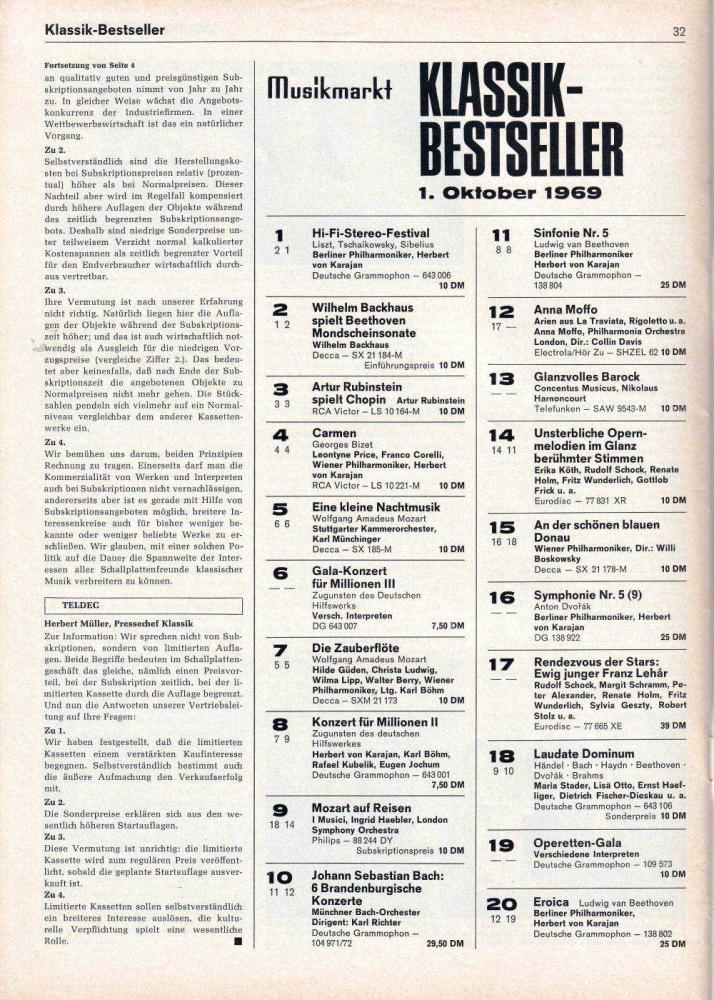 Klassik-Bestseller
32
Fortsetzung von Seite 4
an qualitativ guten und preisgünstigen Sub-
skriptionsangeboten nimmt von Jahr zu Jahr
zu. In gleicher Weise wächst die Angebots-
konkurrenz der Industriefirmen. In einer
Wettbewerbswirtschaft ist das ein natürlicher
Vorgang.
Zu 2.
Selbstverständlich sind die Herstellungsko-
sten bei Subskriptionspreisen relativ (prozen-
tual) höher als bei Normalpreisen. Dieser
Nachteil aber wird im Regelfall kompensiert
durch höhere Auflagen der Objekte während
des zeitlich begrenzten Subskriptionsange-
bots. Deshalb sind niedrige Sonderpreise un-
ter teilweisem Verzicht normal kalkulierter
Kostenspannen als zeitlich begrenzter Vorteil
für den Endverbraucher wirtschaftlich durch-
aus vertretbar.
Zu 3.
Ihre Vermutung ist nach unserer Erfahrung
nicht richtig. Natürlich liegen hier die Aufla-
gen der Objekte während der Subskriptions-
zeit höher; und das ist auch wirtschaftlich not-
wendig als Ausgleich für die niedrigen Vor-
zugspreise (vergleiche Ziffer 2.). Das bedeu-
tet aber keinesfalls, daß nach Ende der Sub-
skriptionszeit die angebotenen Objekte zu
Normalpreisen nicht mehr gehen. Die Stück-
zahlen pendeln sich vielmehr auf ein Normal-
niveau vergleichbar dem anderer Kassetten-
werke ein.
Zu 4.
Wir bemühen uns darum, beiden Prinzipien
Rechnung zu tragen. Einerseits darf man die
Kommerzialität von Werken und Interpreten
auch bei Subskriptionen nicht vernachlässigen,
andererseits aber ist es gerade mit Hilfe von
Subskriptionsangeboten möglich, breitere In-
teressenkreise auch für bisher weniger be-
kannte oder weniger beliebte Werke zu er-
schließen. Wir glauben, mit einer solchen Po-
litik auf die Dauer die Spannweite der Inter-
essen aller Schallplattenfreunde klassischer
Musik verbreitern zu können.
TELDEC
Herbert Müller, Pressechef Klassik
Zur Information: Wir sprechen nicht von Sub-
skriptionen, sondern von limitierten Aufla-
gen. Beide Begriffe bedeuten im Schallplatten-
geschäft das gleiche, nämlich einen Preisvor-
teil, bei der Subskription zeitlich, bei der li-
mitierten Kassette durch die Auflage begrenzt.
Und nun die Antworten unserer Vertriebslei-
tung auf Ihre Fragen:
Zu 1.
Wir haben festgestellt, daß die limitierten
Kassetten einem verstärkten Kaufinteresse
begegnen. Selbstverständlich bestimmt auch
die äußere Aufmachung den Verkaufserfolg
mit.
Zu 2.
Die Sonderpreise erklären sich aus den we-
sentlich höheren Startauflagen.
Zu 3.
Diese Vermutung ist unrichtig: die limitierte
Kassette wird zum regulären Preis veröffent-
licht, sobald die geplante Startauflage ausver-
kauft ist.
Zu 4.
Limitierte Kassetten sollen selbstverständlich
ein breiteres Interesse auslösen, die kultu-
relle Verpflichtung spielt eine wesentliche
Rolle.
Musikmarkt
KLASSIK-
BESTSELLER
1. Oktober 1969
1 Hi-Fi-Stereo-Festival
2 1 Liszt, Tschaikowsky, Sibelius
Berliner Philharmoniker, Herbert
von Karajan
Deutsche Grammophon – 643 006
10 DM
2 Wilhelm Backhaus
1 2 spielt Beethoven
Mondscheinsonate
Wilhelm Backhaus
Decca – SX 21 184-M
Einführungspreis 10 DM
3 Artur Rubinstein
3 3 spielt Chopin Artur Rubinstein
RCA Victor – LS 10 164-M 10 DM
4 Carmen
4 4 Georges Bizet
Leontyne Price, Franco Corelli,
Wiener Philharmoniker, Herbert
von Karajan
RCA Victor – LS 10 221-M 10 DM
5 Eine kleine Nachtmusik
6 6 Wolfgang Amadeus Mozart
Stuttgarter Kammerorchester,
Karl Münchinger
Decca – SX 185-M 10 DM
6 Gala-Konzert
— — für Millionen III
Zugunsten des Deutschen
Hilfswerks
Versch. Interpreten
DG 643 007 7,50 DM
7 Die Zauberflöte
5 5 Wolfgang Amadeus Mozart
Hilde Güden, Christa Ludwig,
Wilma Lipp, Walter Berry, Wiener
Philharmoniker, Ltg. Karl Böhm
Decca – SXM 21 173 10 DM
8 Konzert für Millionen II
7 9 Zugunsten des deutschen
Hilfswerkes
Herbert von Karajan, Karl Böhm,
Rafael Kubelik, Eugen Jochum
Deutsche Grammophon – 643 001
7,50 DM
9 Mozart auf Reisen
18 14 I Musici, Ingrid Haebler, London
Symphony Orchestra
Philips – 88 244 DY
Subskriptionspreis 10 DM
10 Johann Sebastian Bach:
11 12 6 Brandenburgische
Konzerte
Münchner Bach-Orchester
Dirigent: Karl Richter
Deutsche Grammophon –
104 971/72 29,50 DM
11 Sinfonie Nr. 5
8 8 Ludwig van Beethoven
Berliner Philharmoniker
Herbert von Karajan
Deutsche Grammophon –
138 804 25 DM
12 Anna Moffo
17 — Arien aus La Traviata, Rigoletto u. a.
Anna Moffo, Philharmonia Orchestra
London, Dir.: Collin Davis
Electrola/Hör Zu – SHZEL 62 10 DM
13 Glanzvolles Barock
— — Concentus Musicus, Nikolaus
Harnoncourt
Telefunken – SAW 9543-M 10 DM
14 Unsterbliche Opern-
14 11 melodien im Glanz
berühmter Stimmen
Erika Köth, Rudolf Schock, Renate
Holm, Fritz Wunderlich, Gottlob
Frick u. a.
Eurodisc – 77 831 XR 10 DM
15 An der schönen blauen
16 18 Donau
Wiener Philharmoniker, Dir.: Willi
Boskowsky
Decca – SX 21 178-M 10 DM
16 Symphonie Nr. 5 (9)
— — Anton Dvořák
Berliner Philharmoniker, Herbert
von Karajan
DG 138 922 25 DM
17 Rendezvous der Stars:
— — Ewig junger Franz Lehár
Rudolf Schock, Margit Schramm, Pe-
ter Alexander, Renate Holm, Fritz
Wunderlich, Sylvia Geszty, Robert
Stolz u. a.
Eurodisc – 77 665 XE 39 DM
18 Laudate Dominum
9 10 Händel · Bach · Haydn · Beethoven ·
Dvořák · Brahms
Maria Stader, Lisa Otto, Ernst Haef-
liger, Dietrich Fischer-Dieskau u. a.
Deutsche Grammophon – 643 106
Sonderpreis 10 DM
19 Operetten-Gala
— — Verschiedene Interpreten
Deutsche Grammophon – 109 573
10 DM
20 Eroica Ludwig van Beethoven
12 19 Berliner Philharmoniker,
Herbert von Karajan
Deutsche Grammophon – 138 802
25 DM